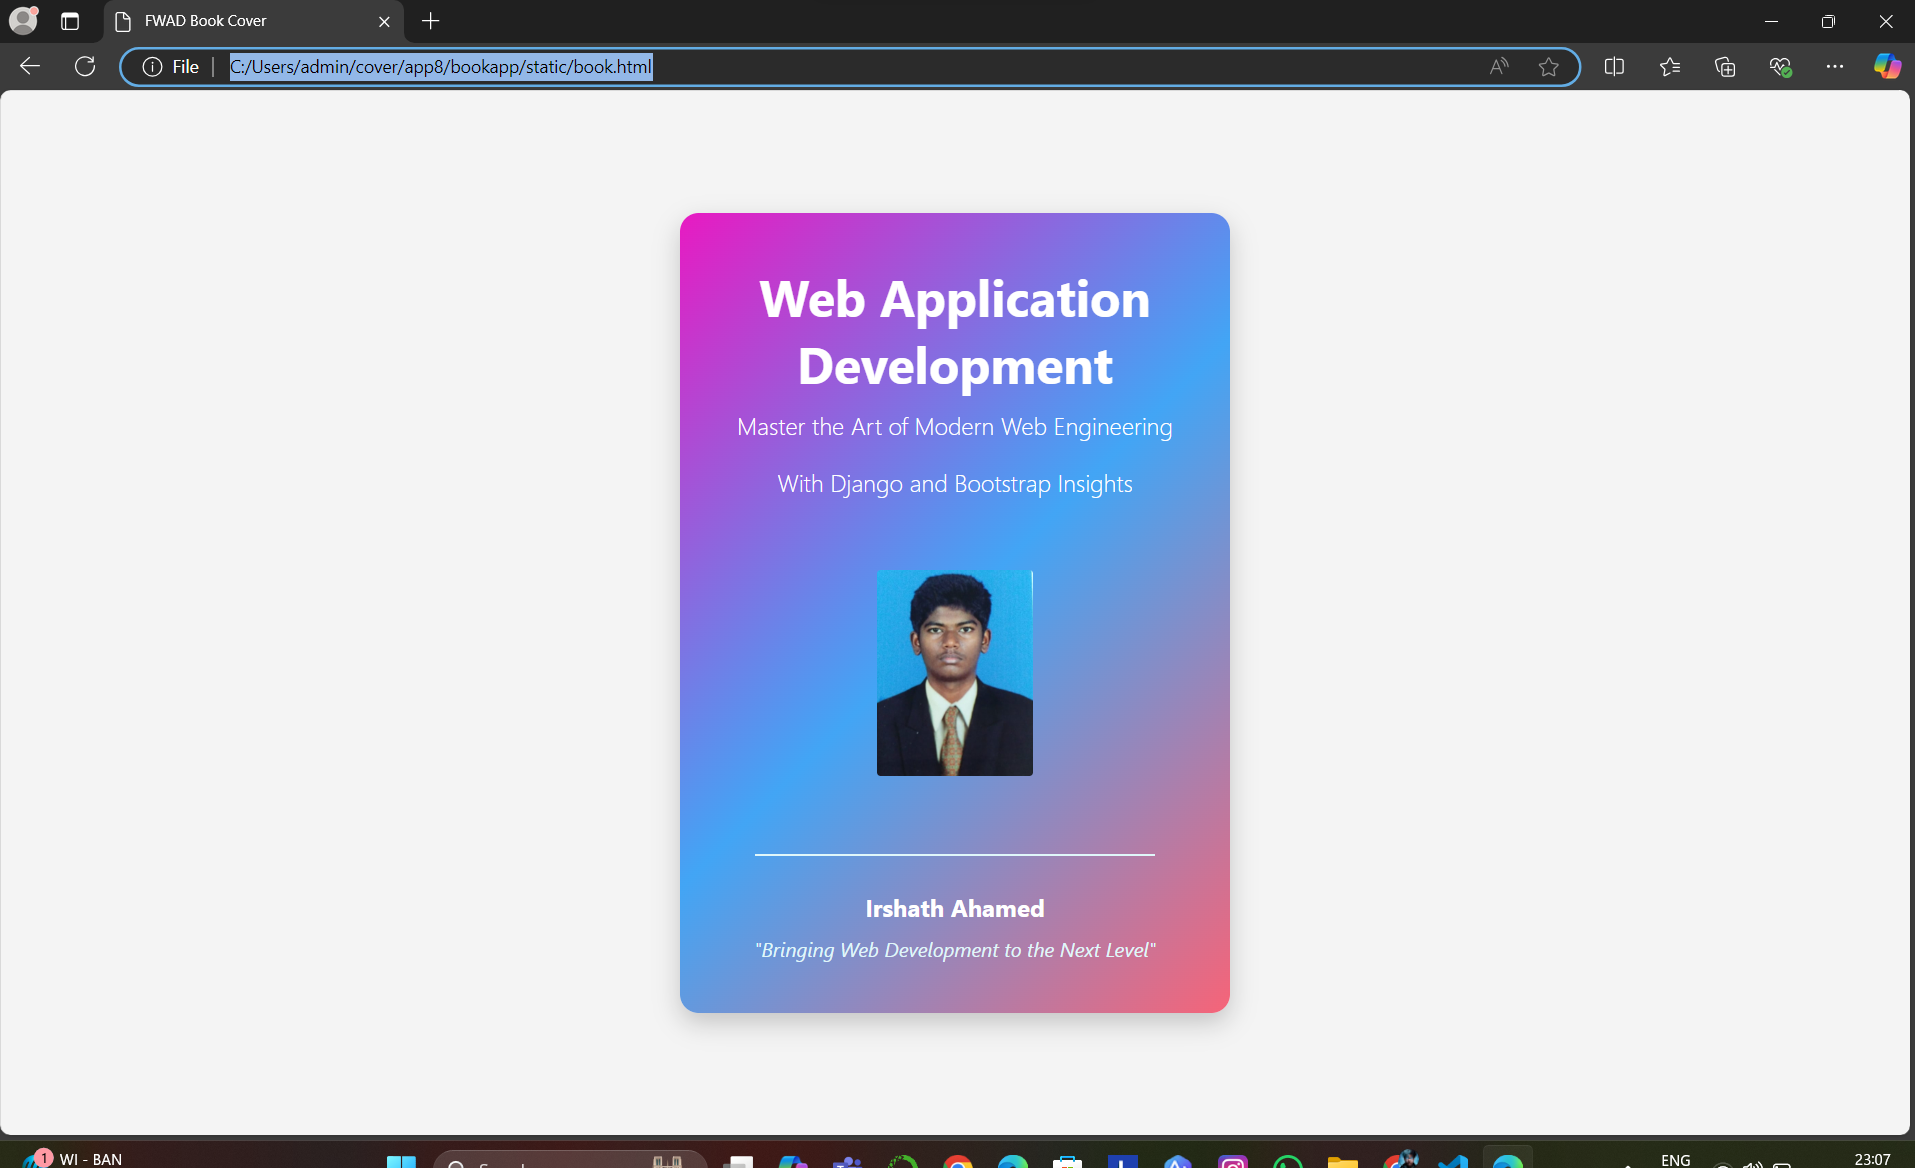 FWAD Book Cover
File
C:/Users/admin/cover/app8/bookapp/static/book.html
Web Application
Development
Master the Art of Modern Web Engineering
With Django and Bootstrap Insights
Irshath Ahamed
"Bringing Web Development to the Next Level"
1
WI - BAN
ENG
23:07